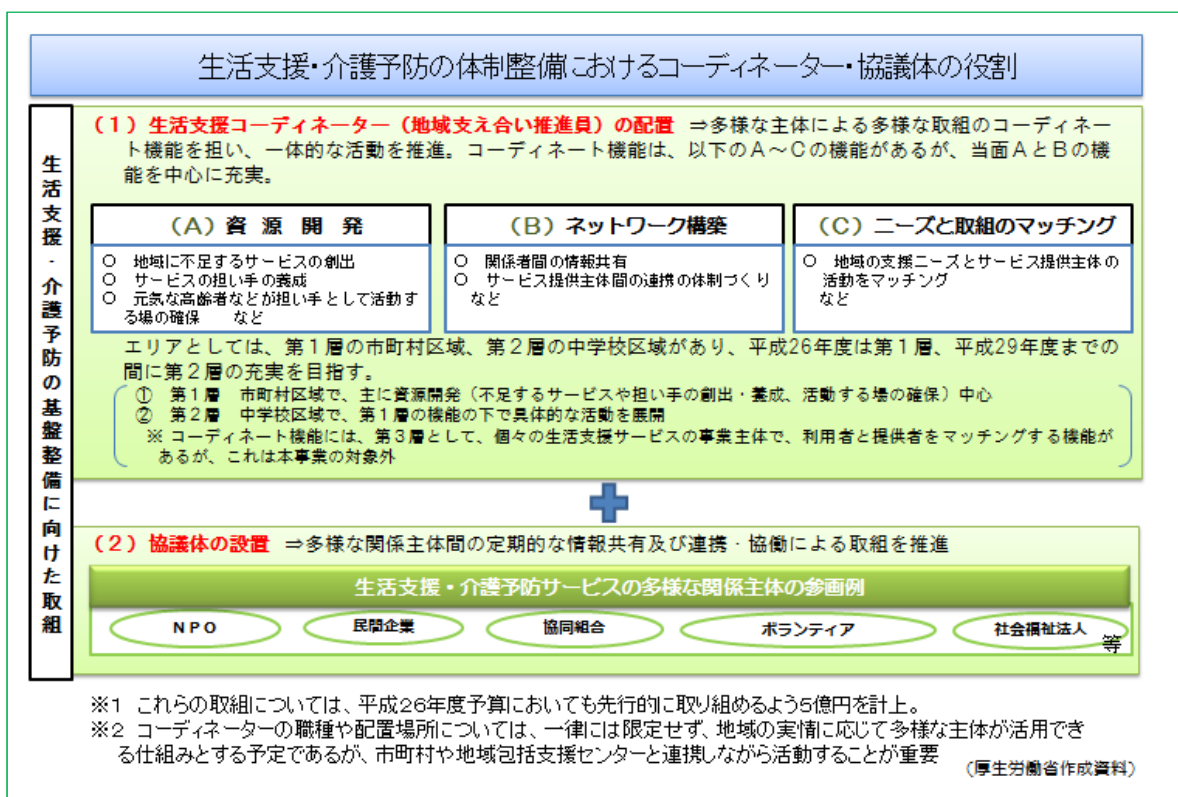 生活支援・介護予防の体制整備におけるコーディネーター・協議体の役割
生活支援・介護予防の基盤整備に向けた取組
（１）生活支援コーディネーター（地域支え合い推進員）の配置 ⇒多様な主体による多様な取組のコーディネー
ト機能を担い、一体的な活動を推進。コーディネート機能は、以下のＡ～Ｃの機能があるが、当面ＡとＢの機
能を中心に充実。
（Ａ）資 源 開 発
○ 地域に不足するサービスの創出
○ サービスの担い手の養成
○ 元気な高齢者などが担い手として活動す
る場の確保 など
（Ｂ）ネットワーク構築
○ 関係者間の情報共有
○ サービス提供主体間の連携の体制づくり
など
（Ｃ）ニーズと取組のマッチング
○ 地域の支援ニーズとサービス提供主体の
活動をマッチング
など
エリアとしては、第１層の市町村区域、第２層の中学校区域があり、平成26年度は第１層、平成29年度までの
間に第２層の充実を目指す。
① 第１層 市町村区域で、主に資源開発（不足するサービスや担い手の創出・養成、活動する場の確保）中心
② 第２層 中学校区域で、第１層の機能の下で具体的な活動を展開
※ コーディネート機能には、第３層として、個々の生活支援サービスの事業主体で、利用者と提供者をマッチングする機能が
あるが、これは本事業の対象外
（２）協議体の設置 ⇒多様な関係主体間の定期的な情報共有及び連携・協働による取組を推進
生活支援・介護予防サービスの多様な関係主体の参画例
ＮＰＯ
民間企業
協同組合
ボランティア
社会福祉法人
等
※１ これらの取組については、平成２６年度予算においても先行的に取り組めるよう５億円を計上。
※２ コーディネーターの職種や配置場所については、一律には限定せず、地域の実情に応じて多様な主体が活用でき
る仕組みとする予定であるが、市町村や地域包括支援センターと連携しながら活動することが重要
（厚生労働省作成資料）